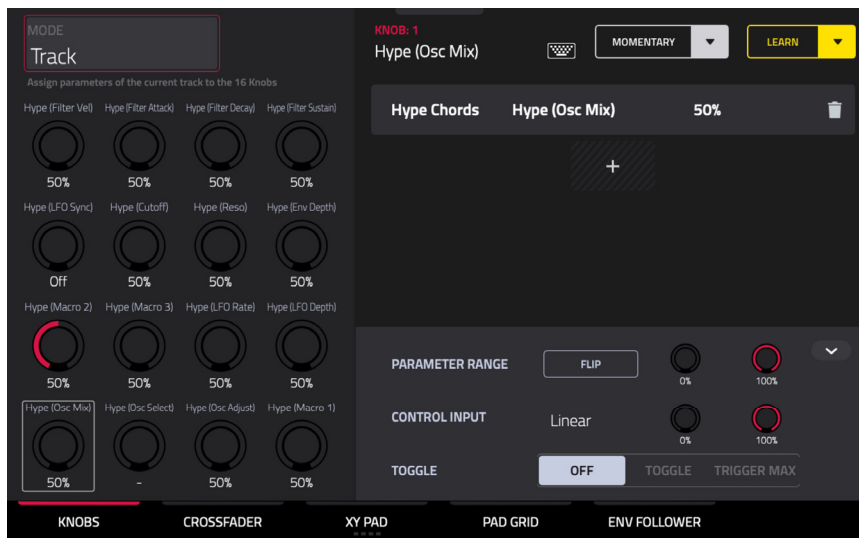 MODE
Track
Assign parameters of the current track to the 16 Knobs
Hype (Filter Vel) Hype (Filter Attack) Hype (Filter Decay) Hype (Filter Sustain)
50% 50% 50% 50%
Hype (LFO Sync) Hype (Cutoff) Hype (Reso) Hype (Env Depth)
Off 50% 50% 50%
Hype (Macro 2) Hype (Macro 3) Hype (LFO Rate) Hype (LFO Depth)
50% 50% 50% 50%
Hype (Osc Mix) Hype (Osc Select) Hype (Osc Adjust) Hype (Macro 1)
50% - 50% 50%
KNOB: 1
Hype (Osc Mix) MOMENTARY LEARN
Hype Chords Hype (Osc Mix) 50%
+
PARAMETER RANGE FLIP 0% 100%
CONTROL INPUT Linear 0% 100%
TOGGLE OFF TOGGLE TRIGGER MAX
KNOBS CROSSFADER XY PAD PAD GRID ENV FOLLOWER